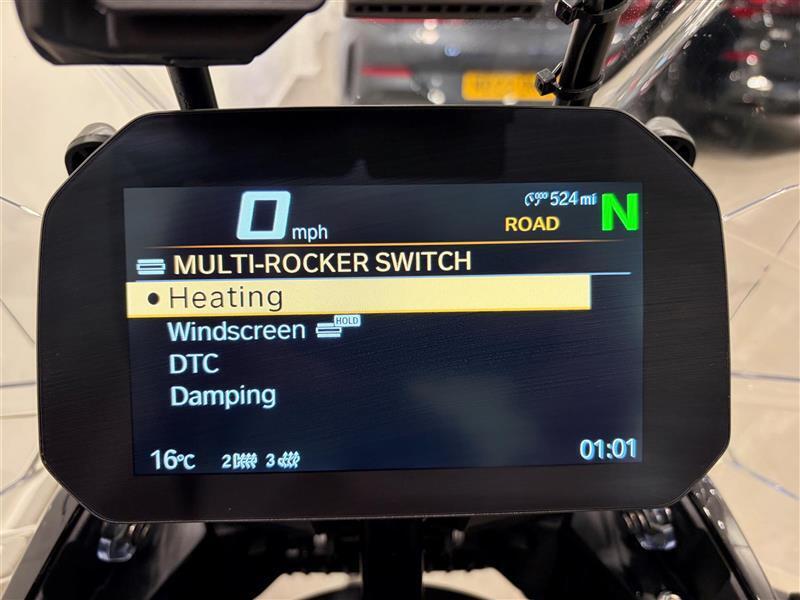 0 mph
524 mi
N
ROAD
MULTI-ROCKER SWITCH
• Heating
Windscreen HOLD
DTC
Damping
16°C 2 3 01:01